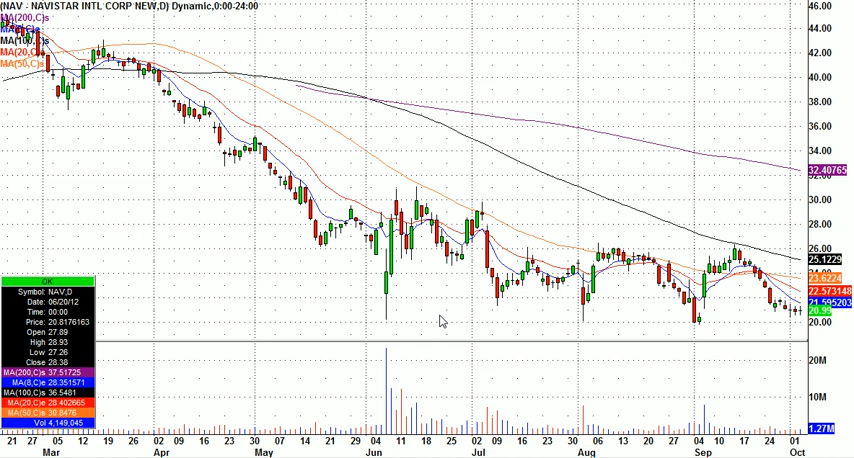 (NAV - NAVISTAR INTL CORP NEW,D) Dynamic,0:00-24:00
MA(200,C)s
MA(100,C)s
MA(20,C)e
MA(50,C)s
46.00
44.00
42.00
40.00
38.00
36.00
34.00
32.40765
32.00
30.00
28.00
26.00
25.1229
24.00
23.6224
22.573148
21.595203
20.99
20.00
20M
10M
1.27M
OK
Symbol: NAV,D
Date: 06/20/12
Time: 00:00
Price: 20.8176163
Open 27.89
High 28.93
Low 27.26
Close 28.38
MA(200,C)s 37.51725
MA(8,C)e 28.351571
MA(100,C)s 36.5481
MA(20,C)e 28.402665
MA(50,C)s 30.8476
Vol 4,149,045
21 27 05 12 19 26 02 09 16 23 07 14 21 04 11 18 25 02 09 16 23 06 13 20 27 04 10 17 24 01
Mar Apr May Jun Jul Aug Sep Oct